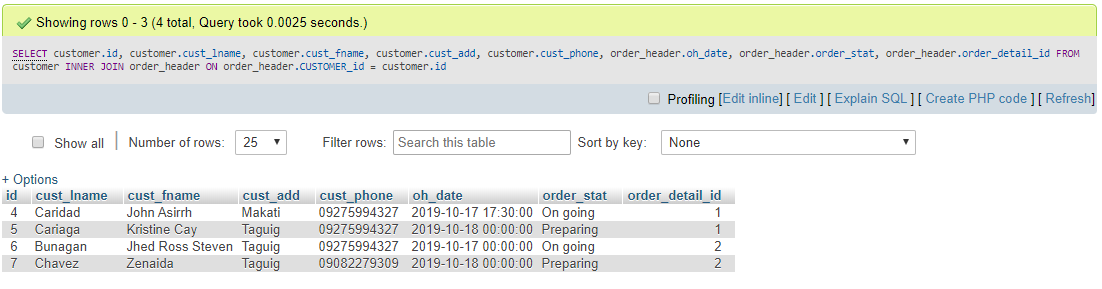 Showing rows 0 - 3 (4 total, Query took 0.0025 seconds.)
SELECT customer.id, customer.cust_lname, customer.cust_fname, customer.cust_add, customer.cust_phone, order_header.oh_date, order_header.order_stat, order_header.order_detail_id FROM
customer INNER JOIN order_header ON order_header.CUSTOMER_id = customer.id
Profiling [Edit inline] [ Edit ] [ Explain SQL ] [ Create PHP code ] [ Refresh]
Show all | Number of rows: 25 Filter rows: Search this table Sort by key: None
+ Options
id cust_lname cust_fname cust_add cust_phone oh_date order_stat order_detail_id
4 Caridad John Asirrh Makati 09275994327 2019-10-17 17:30:00 On going 1
5 Cariaga Kristine Cay Taguig 09275994327 2019-10-18 00:00:00 Preparing 1
6 Bunagan Jhed Ross Steven Taguig 09275994327 2019-10-17 00:00:00 On going 2
7 Chavez Zenaida Taguig 09082279309 2019-10-18 00:00:00 Preparing 2